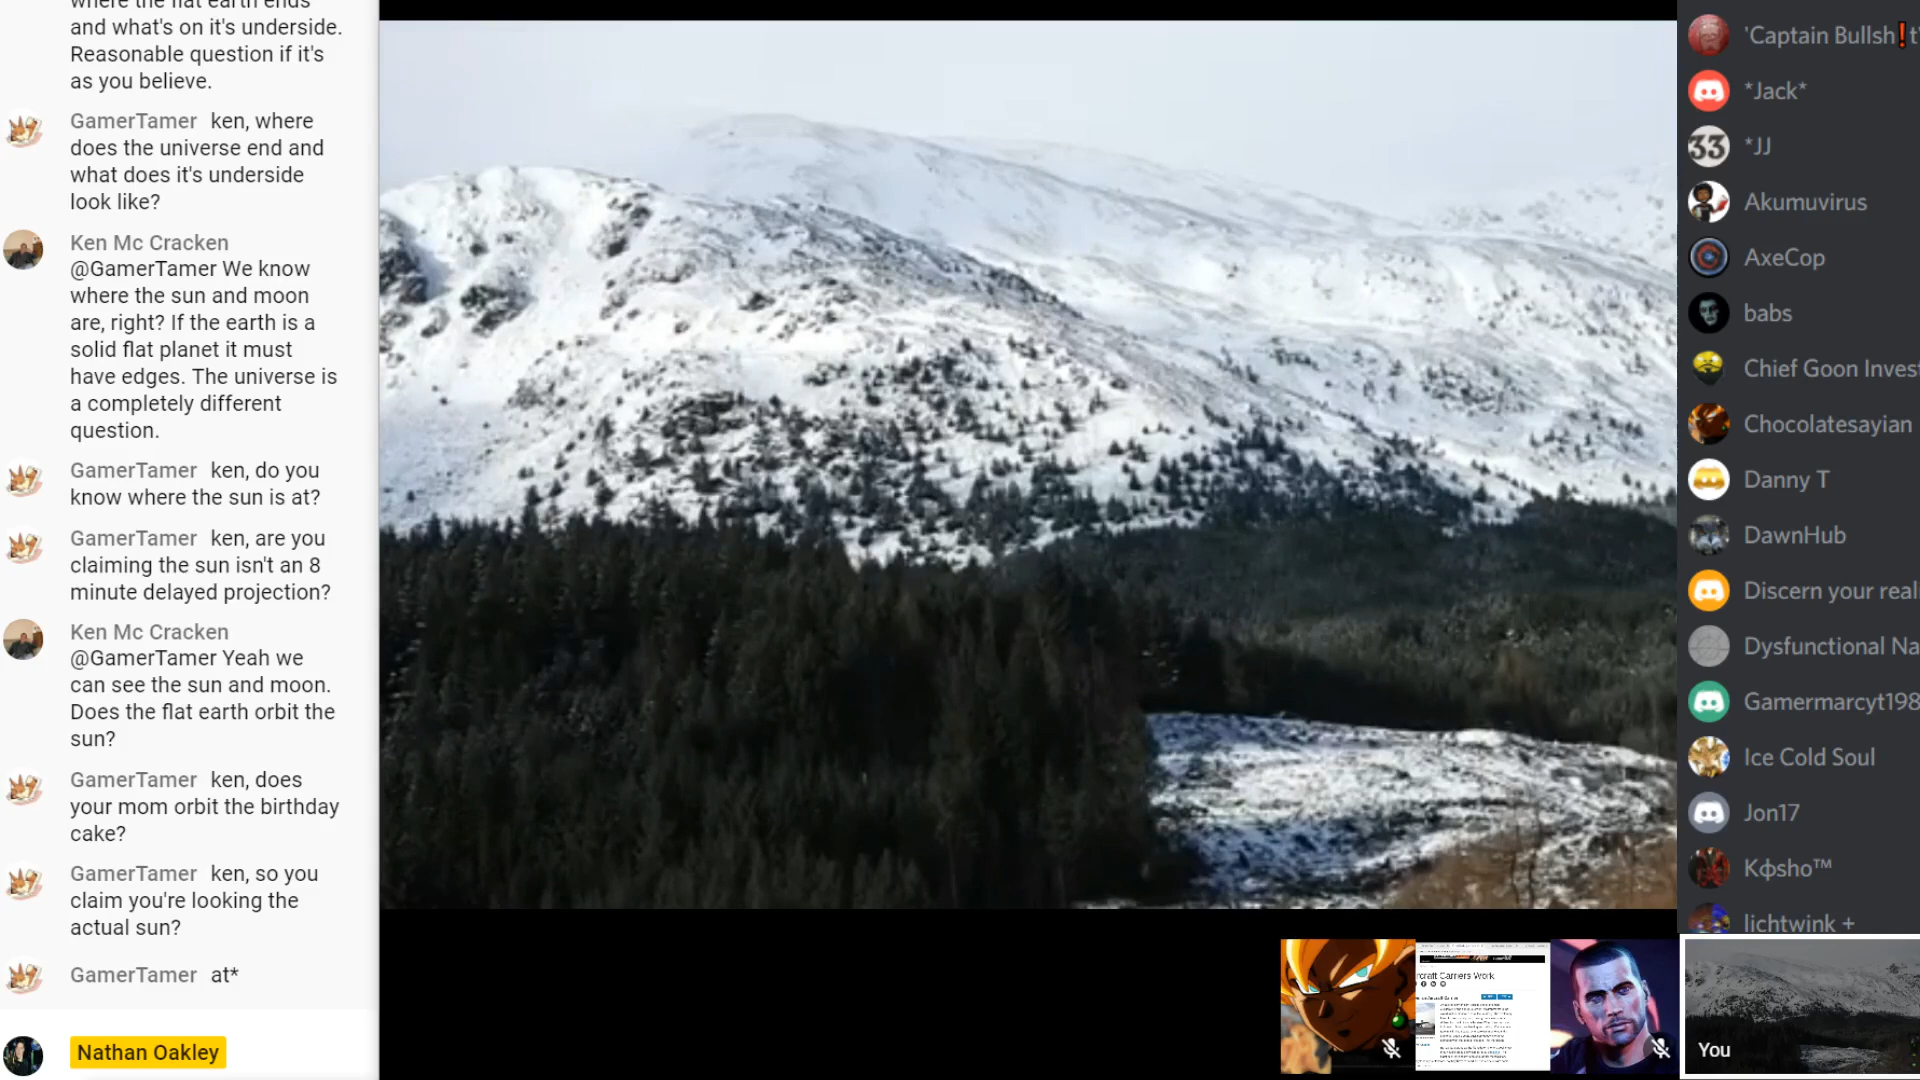 where the flat earth ends
and what's on it's underside.
Reasonable question if it's
as you believe.
GamerTamer ken, where
does the universe end and
what does it's underside
look like?
Ken Mc Cracken
@GamerTamer We know
where the sun and moon
are, right? If the earth is a
solid flat planet it must
have edges. The universe is
a completely different
question.
GamerTamer ken, do you
know where the sun is at?
GamerTamer ken, are you
claiming the sun isn't an 8
minute delayed projection?
Ken Mc Cracken
@GamerTamer Yeah we
can see the sun and moon.
Does the flat earth orbit the
sun?
GamerTamer ken, does
your mom orbit the birthday
cake?
GamerTamer ken, so you
claim you're looking the
actual sun?
GamerTamer at*
Nathan Oakley
rcraft Carriers Work
You
'Captain Bullsh❗t'
*Jack*
33
*JJ
Akumuvirus
AxeCop
babs
Chief Goon Invest
Chocolatesayian
Danny T
DawnHub
Discern your reali
Dysfunctional Na
Gamermarcyt198
Ice Cold Soul
Jon17
Kфsho™
lichtwink +